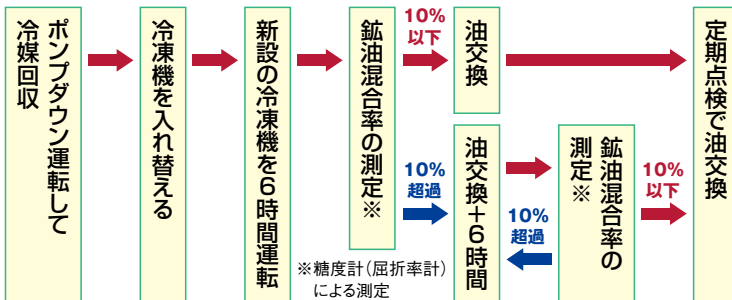 ポンプダウン運転して
冷媒回収
冷凍機を入れ替える
新設の冷凍機を6時間運転
鉱油混合率の測定※
10%
以下
油交換
10%
超過
油交換+6時間
鉱油混合率の
測定※
10%
超過
10%
以下
定期点検で油交換
※糖度計(屈折率計)
による測定